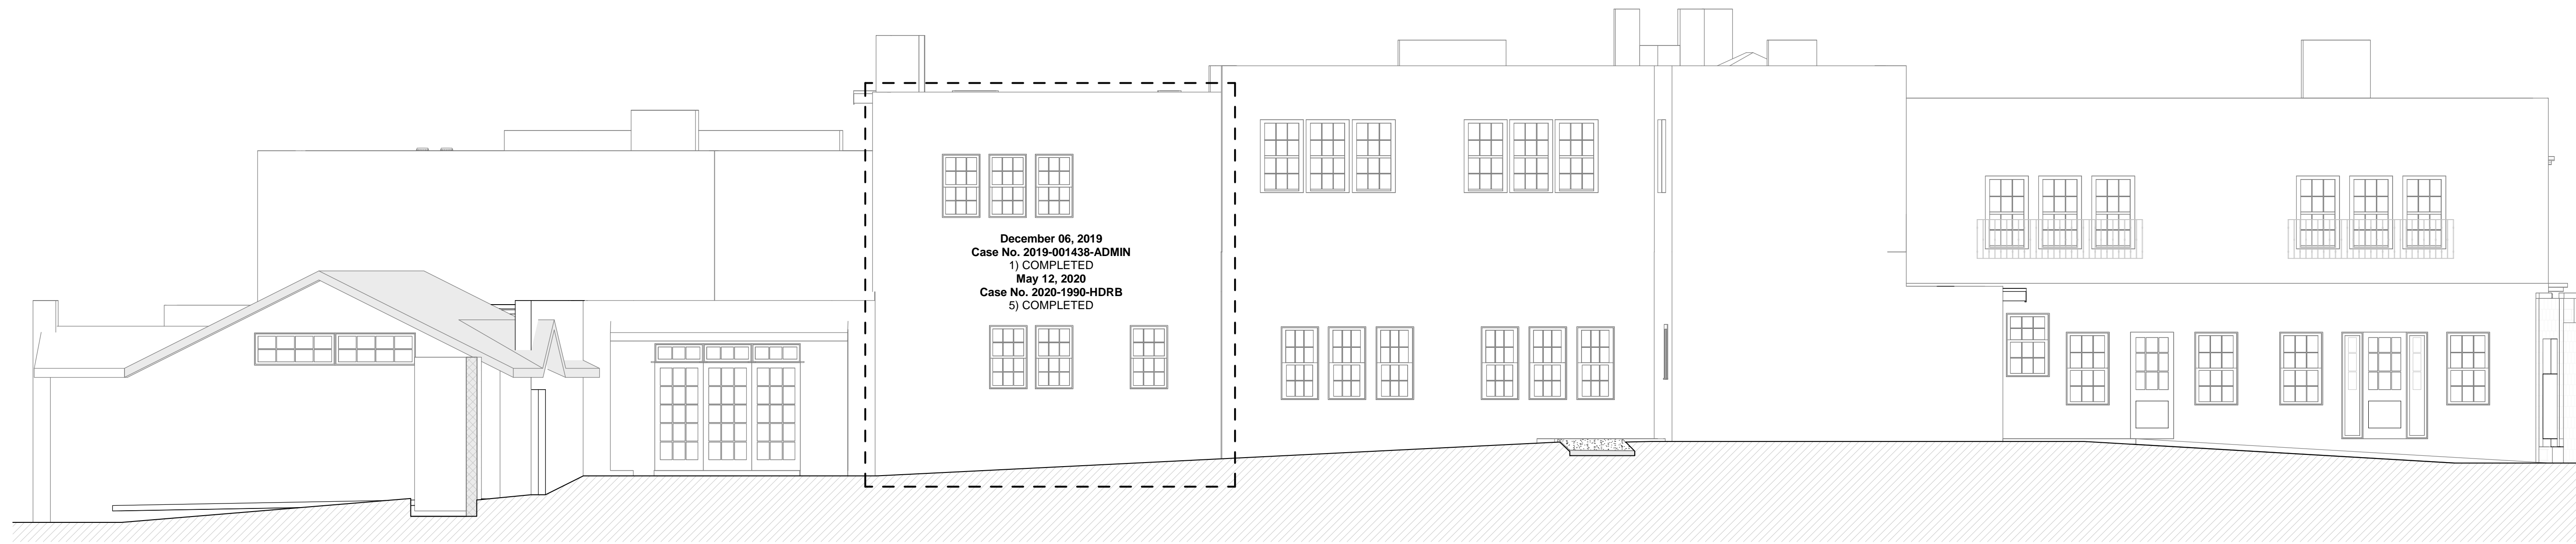 December 06, 2019
Case No. 2019-001438-ADMIN
1) COMPLETED
May 12, 2020
Case No. 2020-1990-HDRB
5) COMPLETED